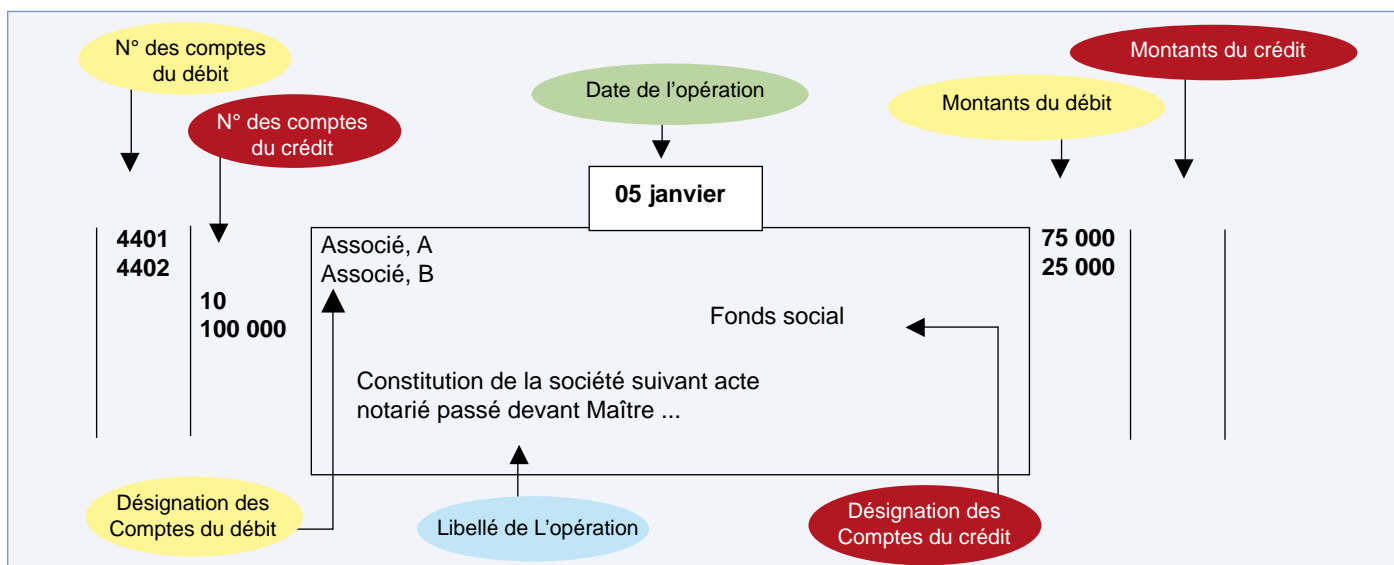 N° des comptes
du débit
Montants du crédit
Date de l'opération
Montants du débit
N° des comptes
du crédit
05 janvier
4401
Associé, A
75 000
4402
Associé, B
25 000
10
100 000
Fonds social
Constitution de la société suivant acte
notarié passé devant Maître ...
Désignation des
Comptes du débit
Libellé de L'opération
Désignation des
Comptes du crédit